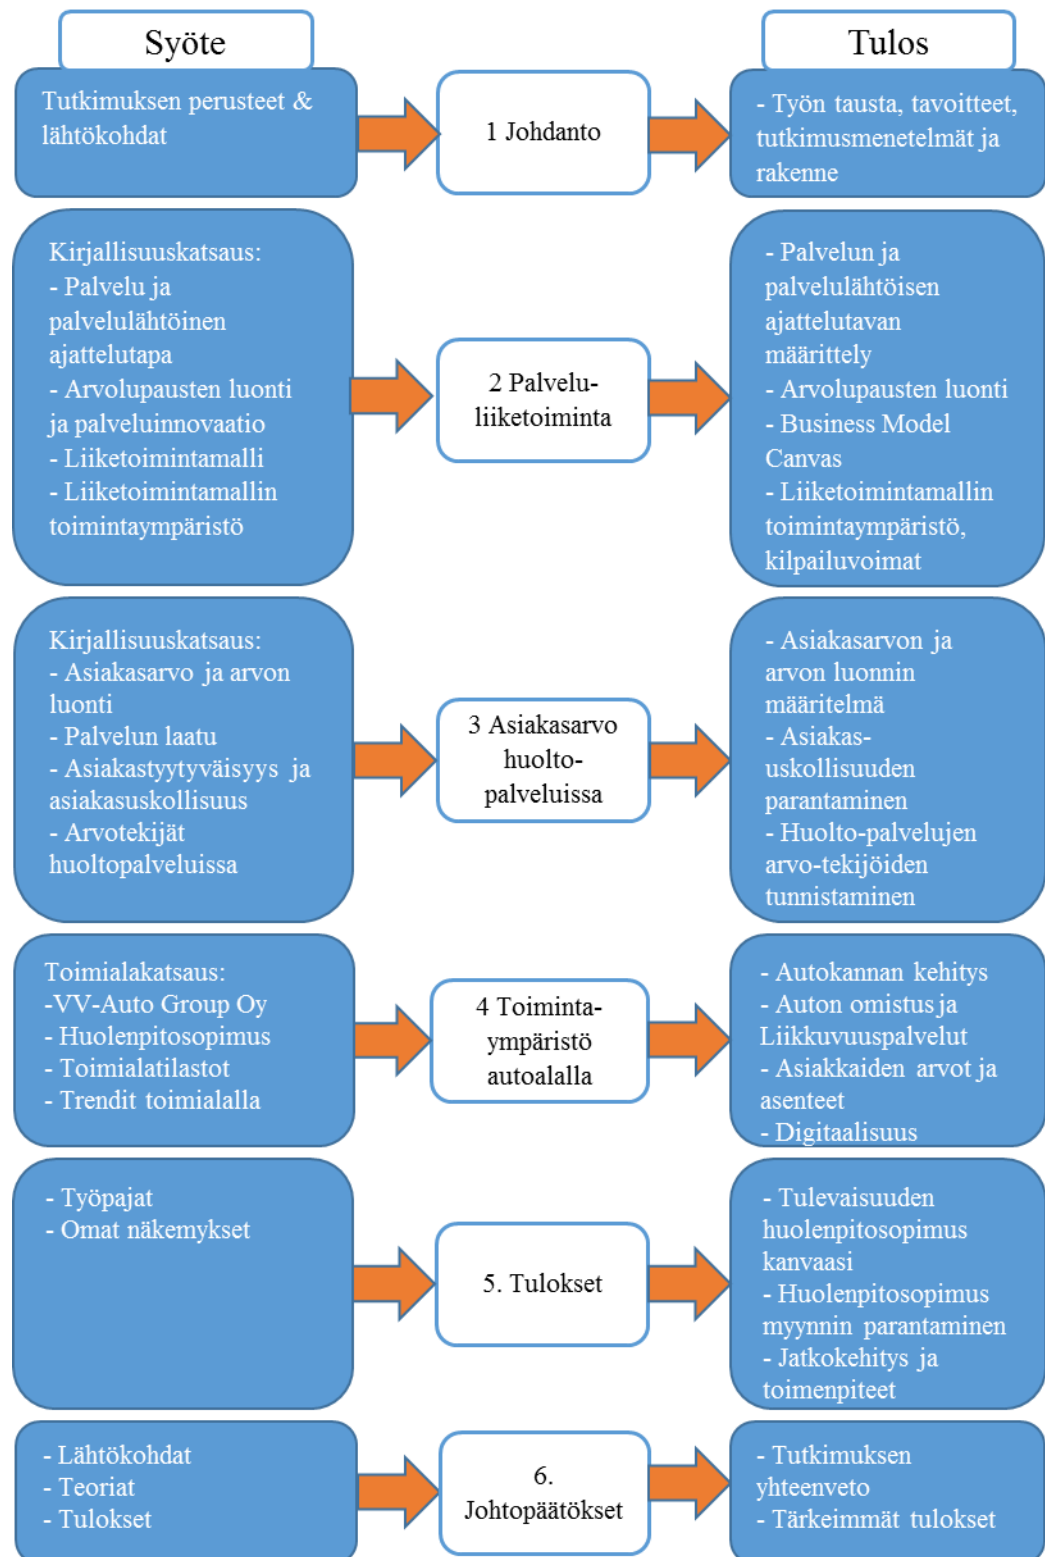 Syöte
Tulos
Tutkimuksen perusteet &
lähtökohdat
1 Johdanto
- Työn tausta, tavoitteet,
tutkimusmenetelmät ja
rakenne
Kirjallisuuskatsaus:
- Palvelu ja
palvelulähtöinen
ajattelutapa
- Arvolupausten luonti
ja palveluinnovaatio
- Liiketoimintamalli
- Liiketoimintamallin
toimintaympäristö
2 Palvelu-
liiketoiminta
- Palvelun ja
palvelulähtöisen
ajattelutavan
määrittely
- Arvolupausten luonti
- Business Model
Canvas
- Liiketoimintamallin
toimintaympäristö,
kilpailuvoimat
Kirjallisuuskatsaus:
- Asiakasarvo ja arvon
luonti
- Palvelun laatu
- Asiakastyytyväisyys ja
asiakasuskollisuus
- Arvotekijät
huoltopalveluissa
3 Asiakasarvo
huolto-
palveluissa
- Asiakasarvon ja
arvon luonnin
määritelmä
- Asiakas-
uskollisuuden
parantaminen
- Huolto-palvelujen
arvo-tekijöiden
tunnistaminen
Toimialakatsaus:
-VV-Auto Group Oy
- Huolenpitosopimus
- Toimialatilastot
- Trendit toimialalla
4 Toiminta-
ympäristö
autoalalla
- Autokannan kehitys
- Auton omistus ja
Liikkuvuuspalvelut
- Asiakkaiden arvot ja
asenteet
- Digitaalisuus
- Työpajat
- Omat näkemykset
5. Tulokset
- Tulevaisuuden
huolenpitosopimus
kanvaasi
- Huolenpitosopimus
myynnin parantaminen
- Jatkokehitys ja
toimenpiteet
- Lähtökohdat
- Teoriat
- Tulokset
6.
Johtopäätökset
- Tutkimuksen
yhteenveto
- Tärkeimmät tulokset